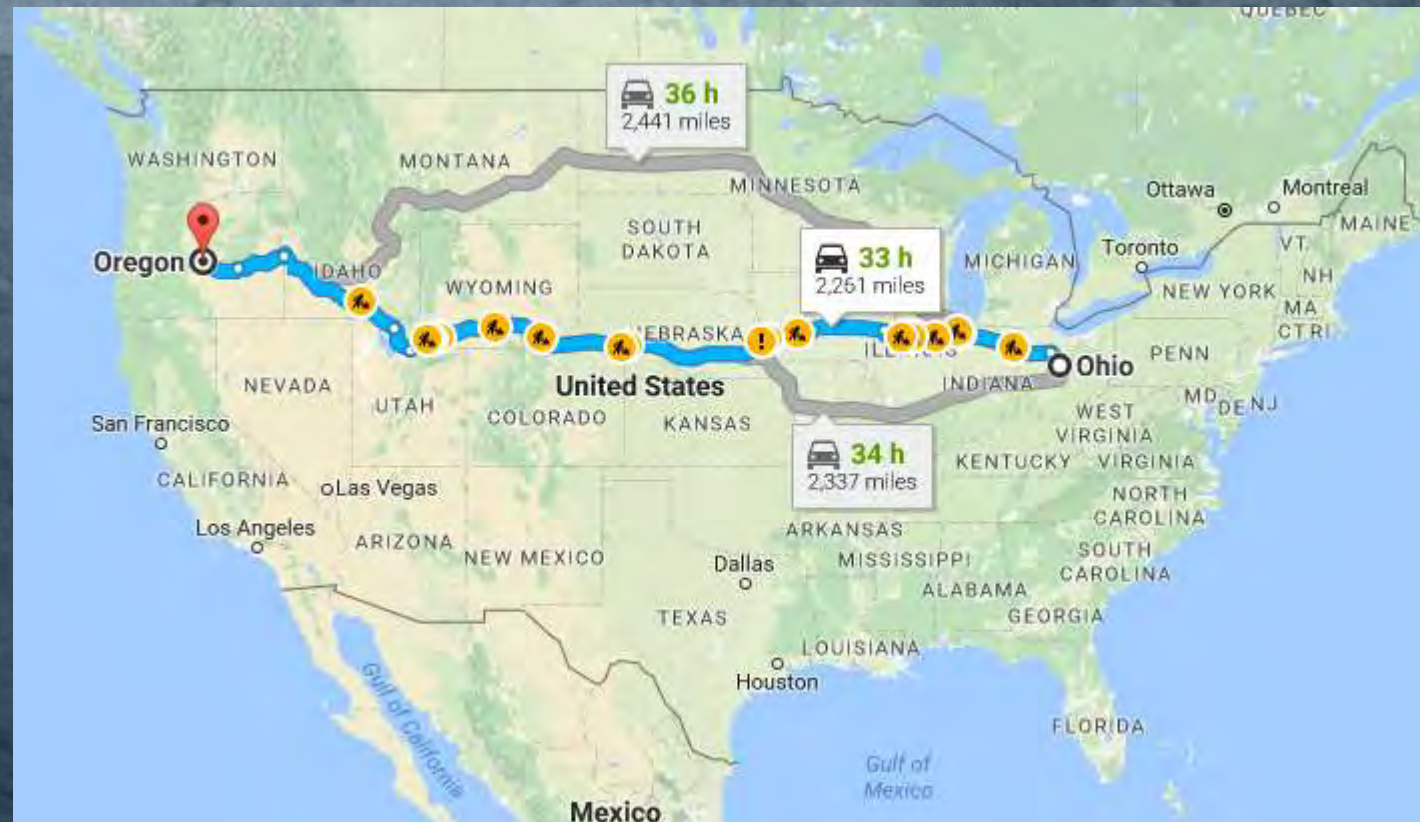 QUEBEC
36 h
2,441 miles
WASHINGTON
MONTANA
MINNESOTA
Ottawa
Montreal
MAINE
SOUTH
DAKOTA
Oregon
IDAHO
WYOMING
33 h
2,261 miles
MICHIGAN
Toronto
VT.
NH
NEW YORK
MA
CT RI
NEBRASKA
ILLINOIS
PENN
Ohio
NEVADA
United States
INDIANA
UTAH
COLORADO
KANSAS
MD
DE NJ
WEST
VIRGINIA
San Francisco
34 h
2,337 miles
KENTUCKY
VIRGINIA
CALIFORNIA
Las Vegas
NORTH
CAROLINA
Los Angeles
ARIZONA
NEW MEXICO
ARKANSAS
MISSISSIPPI
SOUTH
CAROLINA
Dallas
ALABAMA
TEXAS
GEORGIA
LOUISIANA
Houston
Gulf of California
FLORIDA
Gulf of
Mexico
Mexico